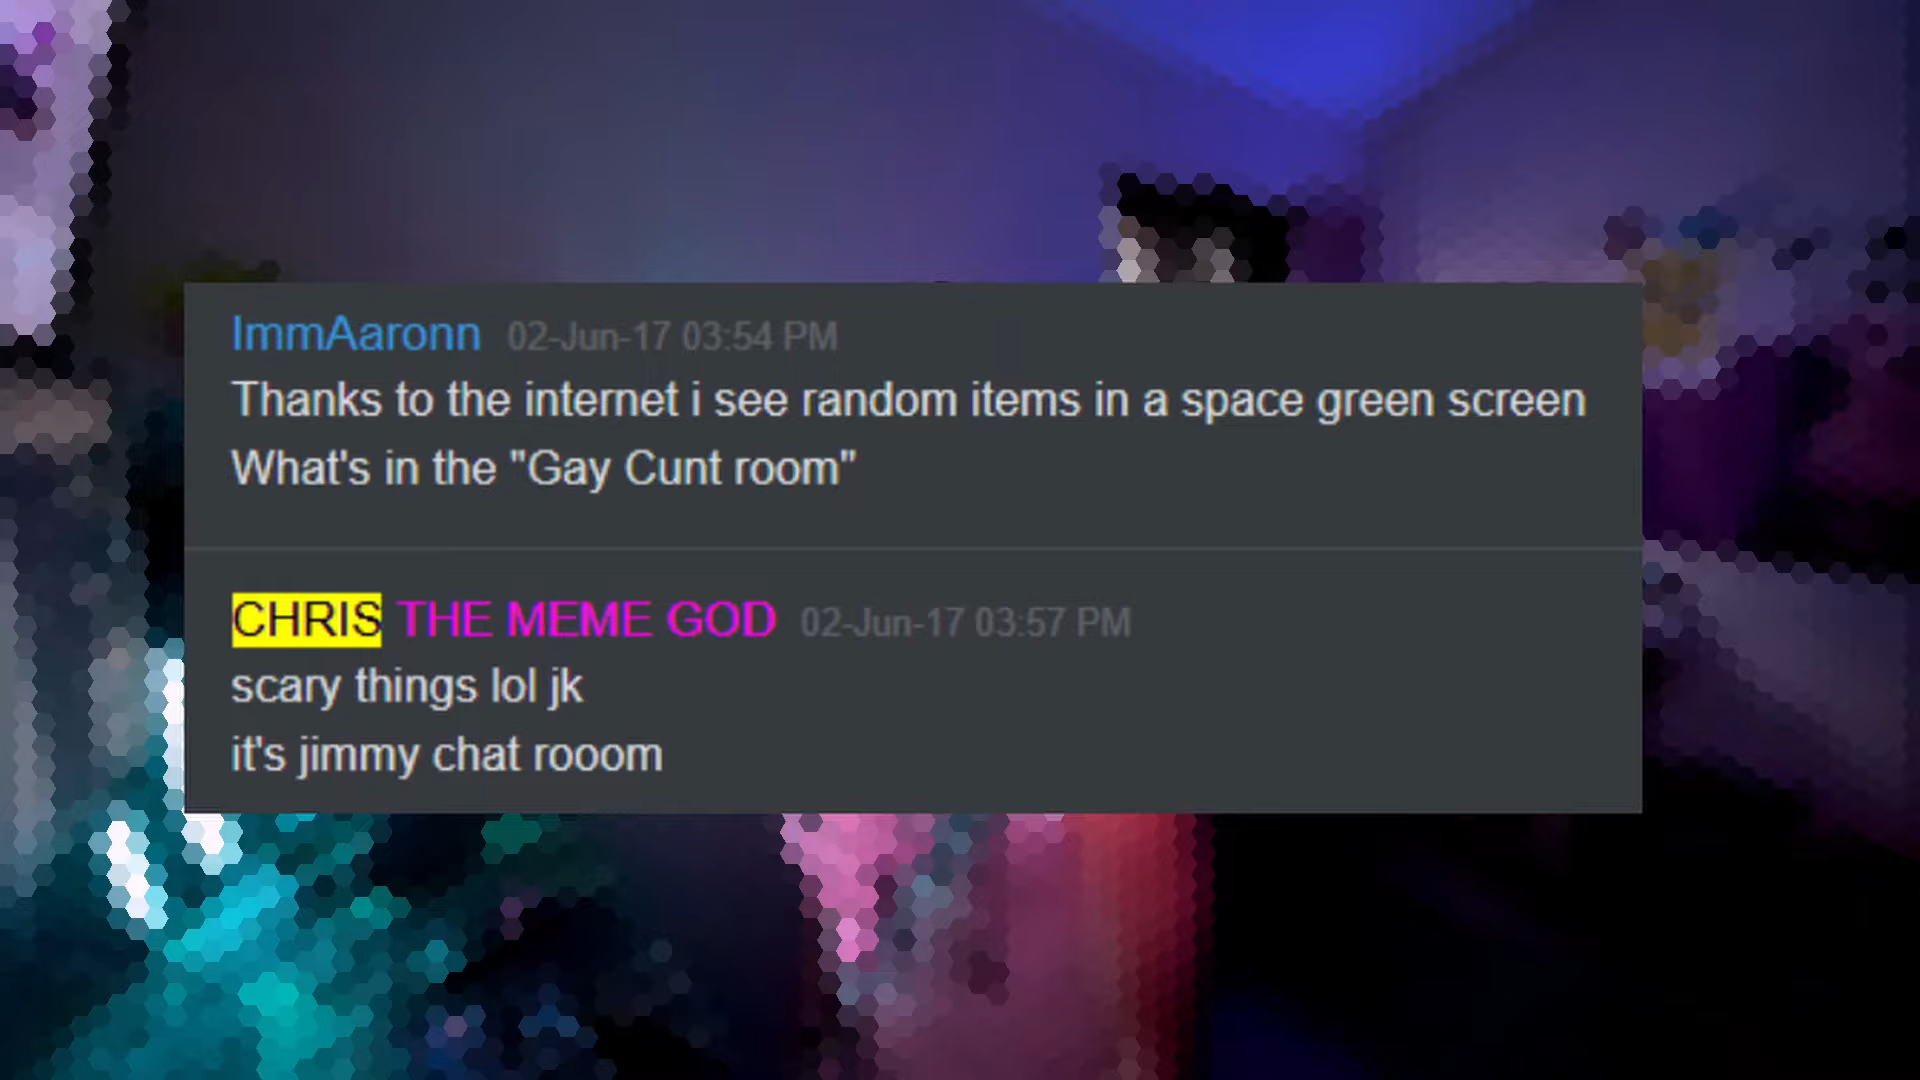 ImmAaronn 02-Jun-17 03:54 PM
Thanks to the internet i see random items in a space green screen
What's in the "Gay Cunt room"
CHRIS THE MEME GOD 02-Jun-17 03:57 PM
scary things lol jk
it's jimmy chat rooom